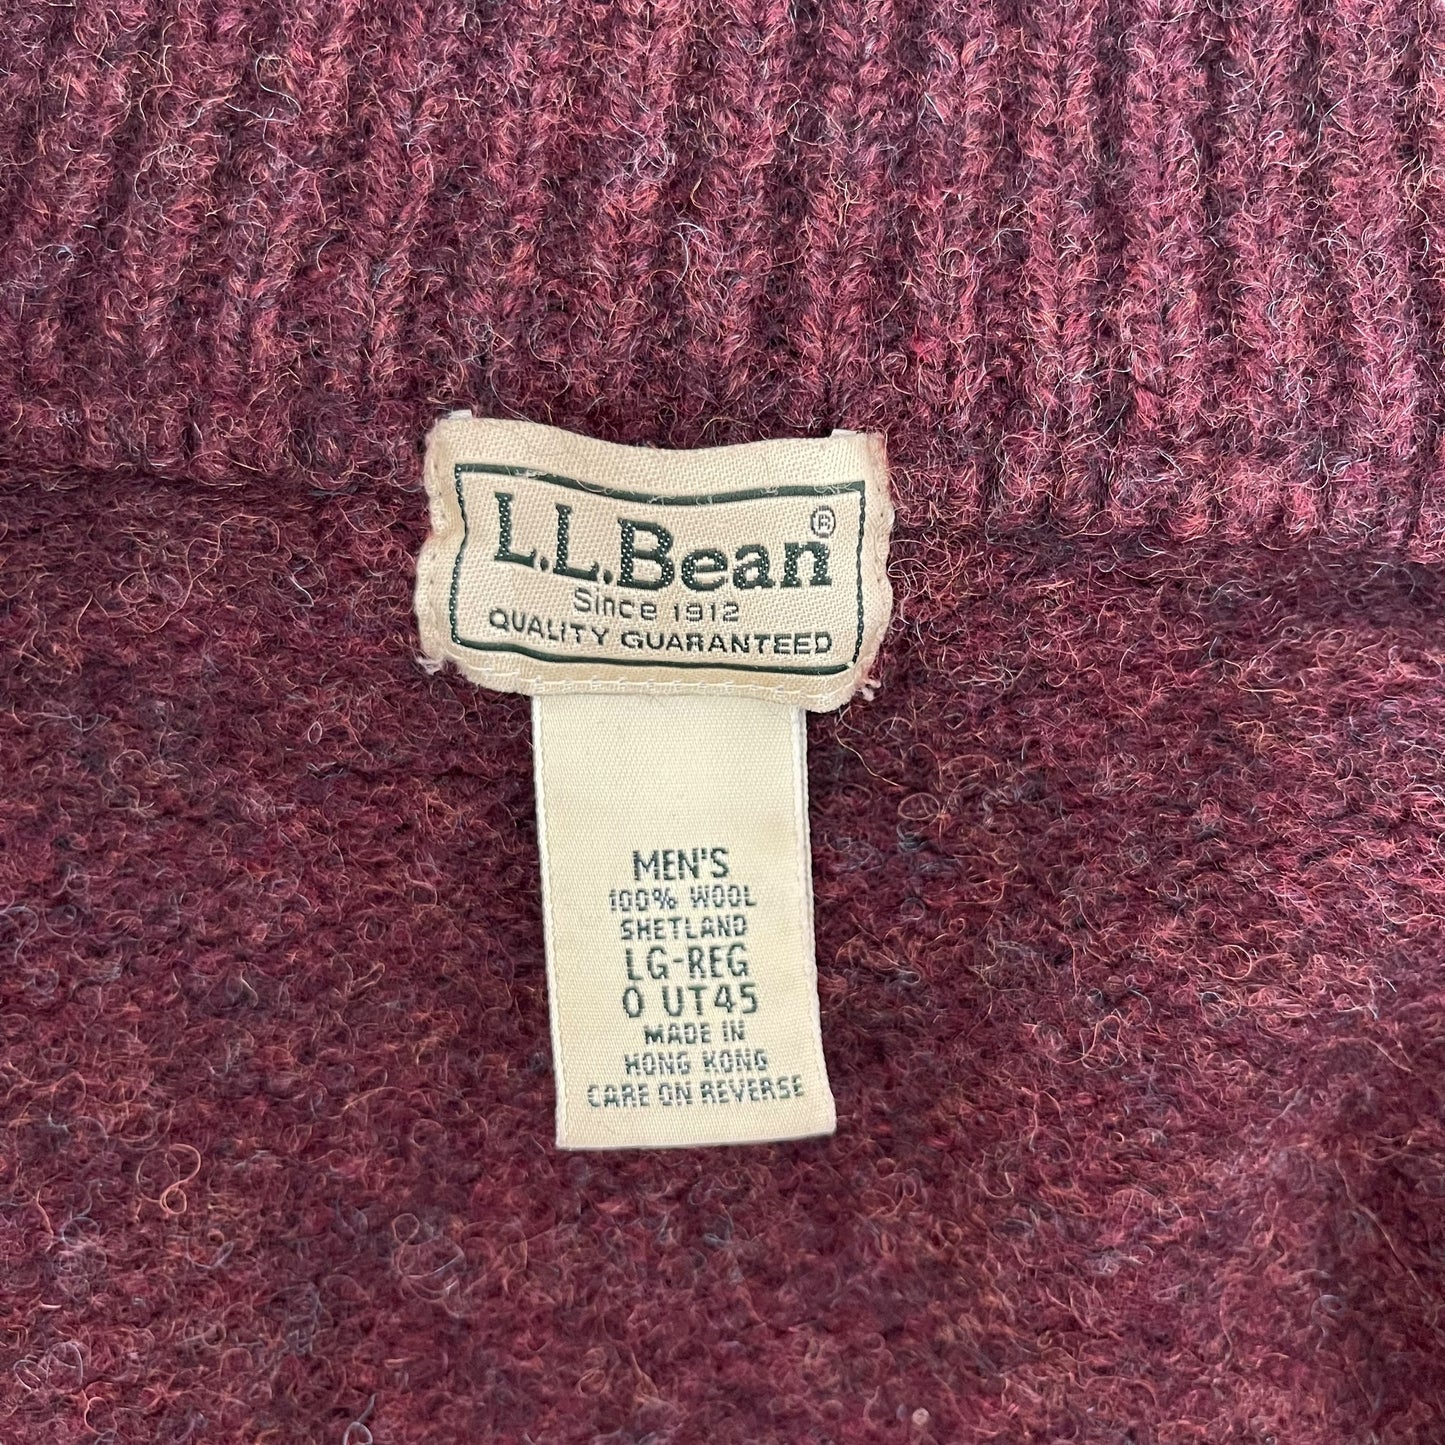 L.L.Bean®
Since 1912
QUALITY GUARANTEED
MEN'S
100% WOOL
SHETLAND
LG-REG
0 UT45
MADE IN
HONG KONG
CARE ON REVERSE